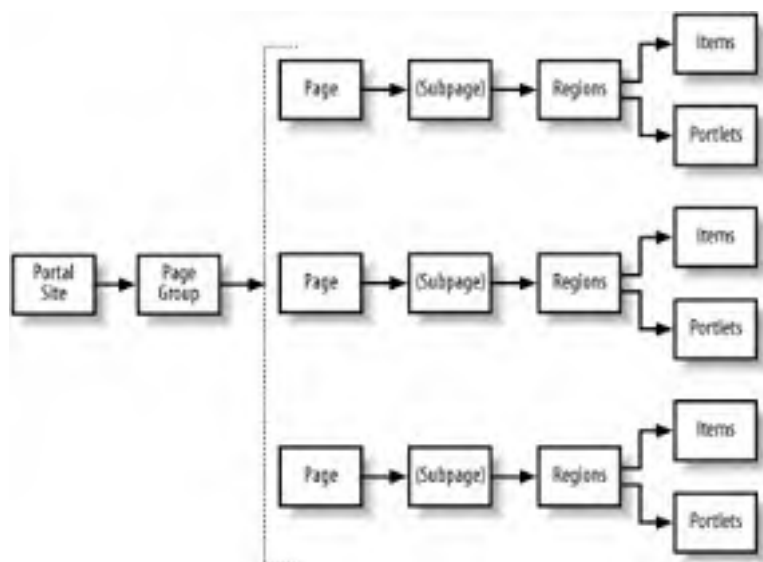 Page
(Subpage)
Regions
Items
Portlets
Portal
Site
Page
Group
Page
(Subpage)
Regions
Items
Portlets
Page
(Subpage)
Regions
Items
Portlets